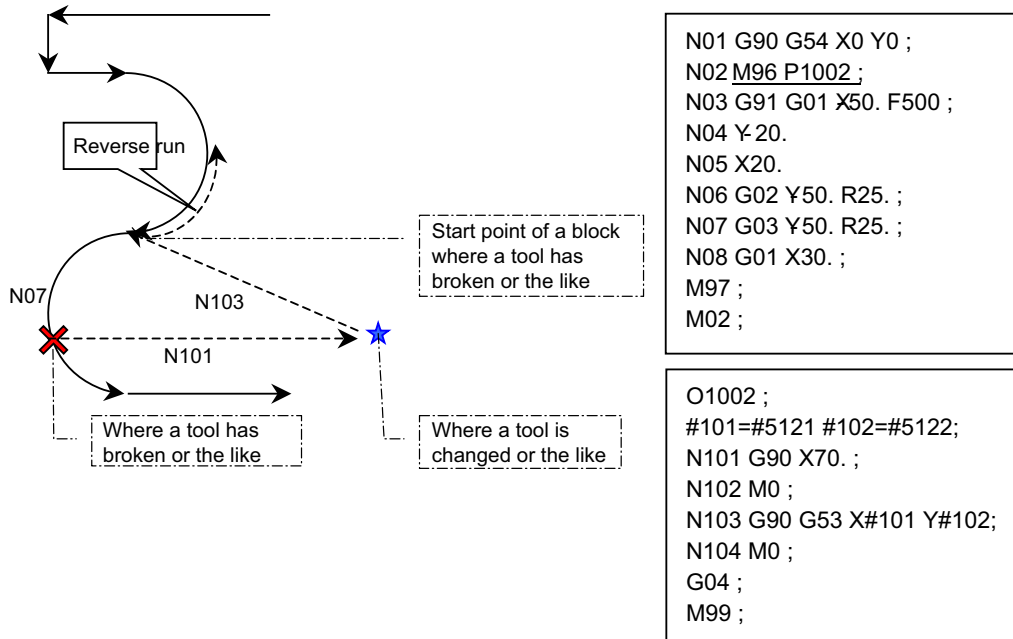 Reverse run
Start point of a block
where a tool has
broken or the like
N07
N103
N101
Where a tool has
broken or the like
Where a tool is
changed or the like
N01 G90 G54 X0 Y0 ;
N02 M96 P1002 ;
N03 G91 G01 X-50. F500 ;
N04 Y-20.
N05 X20.
N06 G02 Y-50. R25. ;
N07 G03 Y-50. R25. ;
N08 G01 X30. ;
M97 ;
M02 ;
O1002 ;
#101=#5121 #102=#5122;
N101 G90 X70. ;
N102 M0 ;
N103 G90 G53 X#101 Y#102;
N104 M0 ;
G04 ;
M99 ;